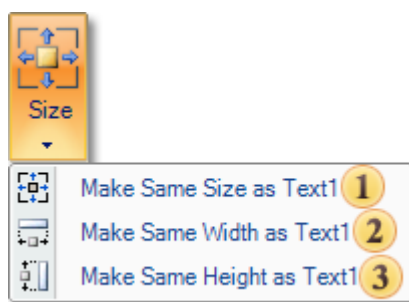 Size
Make Same Size as Text1 1
Make Same Width as Text1 2
Make Same Height as Text1 3